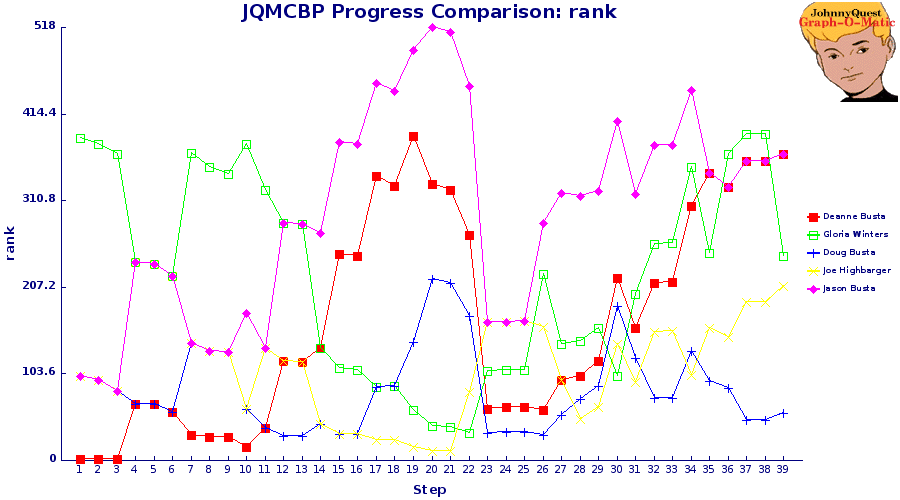 JQMCBP Progress Comparison: rank
JohnnyQuest
Graph-O-Matic
518
414.4
310.8
207.2
103.6
0
rank
1 2 3 4 5 6 7 8 9 10 11 12 13 14 15 16 17 18 19 20 21 22 23 24 25 26 27 28 29 30 31 32 33 34 35 36 37 38 39
Step
Deanne Busta
Gloria Winters
Doug Busta
Joe Highbarger
Jason Busta